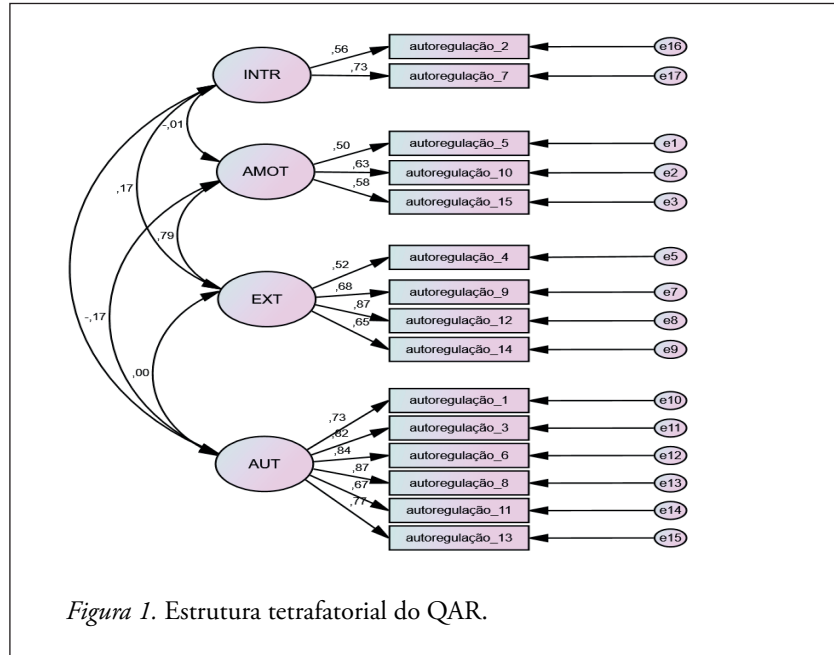 ,56
autoregulação_2
e16
INTR
,73
autoregulação_7
e17
-,01
,50
autoregulação_5
e1
AMOT
,63
autoregulação_10
e2
,58
autoregulação_15
e3
,17
,79
,52
autoregulação_4
e5
,68
autoregulação_9
e7
EXT
,87
autoregulação_12
e8
,65
autoregulação_14
e9
-,17
,00
,73
autoregulação_1
e10
,82
autoregulação_3
e11
,84
autoregulação_6
e12
AUT
,87
autoregulação_8
e13
,67
autoregulação_11
e14
,77
autoregulação_13
e15
Figura 1. Estrutura tetrafatorial do QAR.